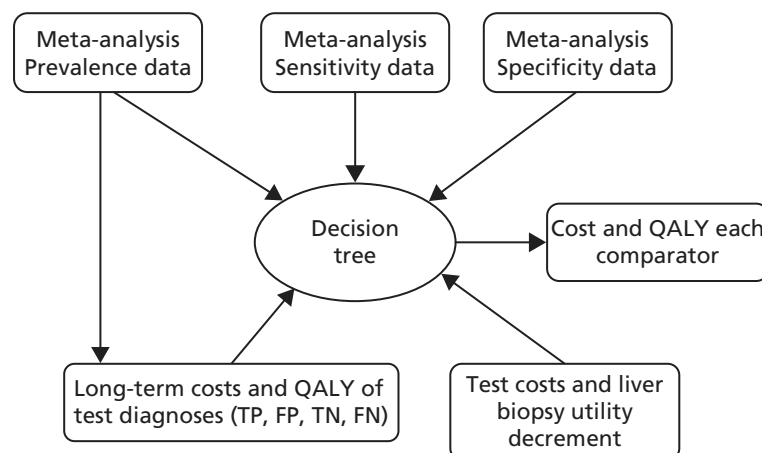 Meta-analysis
Prevalence data
Meta-analysis
Sensitivity data
Meta-analysis
Specificity data
Decision
tree
Cost and QALY each
comparator
Long-term costs and QALY of
test diagnoses (TP, FP, TN, FN)
Test costs and liver
biopsy utility
decrement